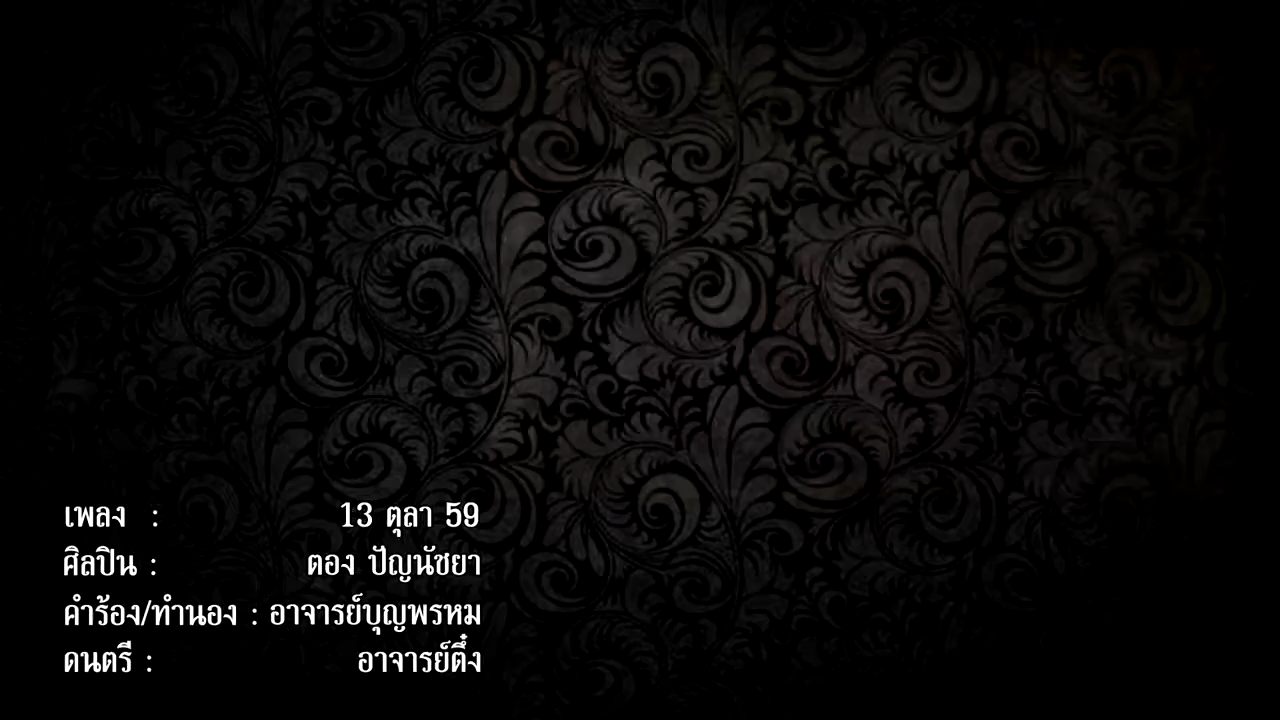 เพลง : 13 ตุลา 59
ศิลปิน : ตอง ปัญนัชยา
คำร้อง/ทำนอง : อาจารย์บุญพรหม
ดนตรี : อาจารย์ตึ๋ง